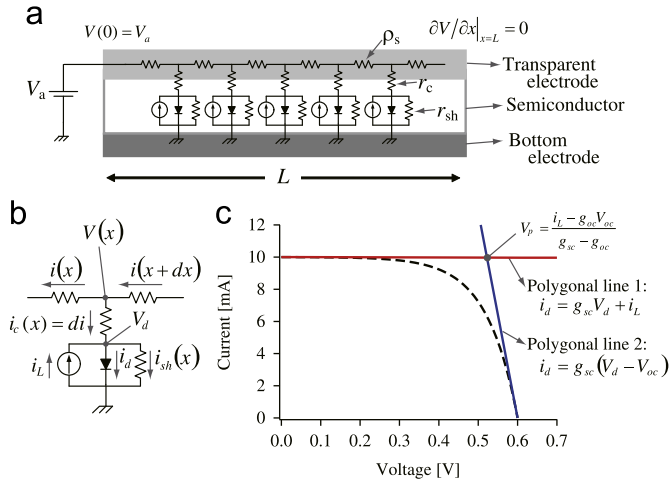 a
V(0) = V_a
ρ_s
∂V/∂x|_{x=L} = 0
V_a
Transparent
electrode
r_c
Semiconductor
r_sh
Bottom
electrode
L
b
V(x)
i(x)
i(x + dx)
i_c(x) = di
V_d
i_L
i_d
i_sh(x)
c
Current [mA]
12
10
8
6
4
2
0
0.0 0.1 0.2 0.3 0.4 0.5 0.6 0.7
Voltage [V]
V_p = (i_L − g_oc V_oc) / (g_sc − g_oc)
Polygonal line 1:
i_d = g_sc V_d + i_L
Polygonal line 2:
i_d = g_sc (V_d − V_oc)